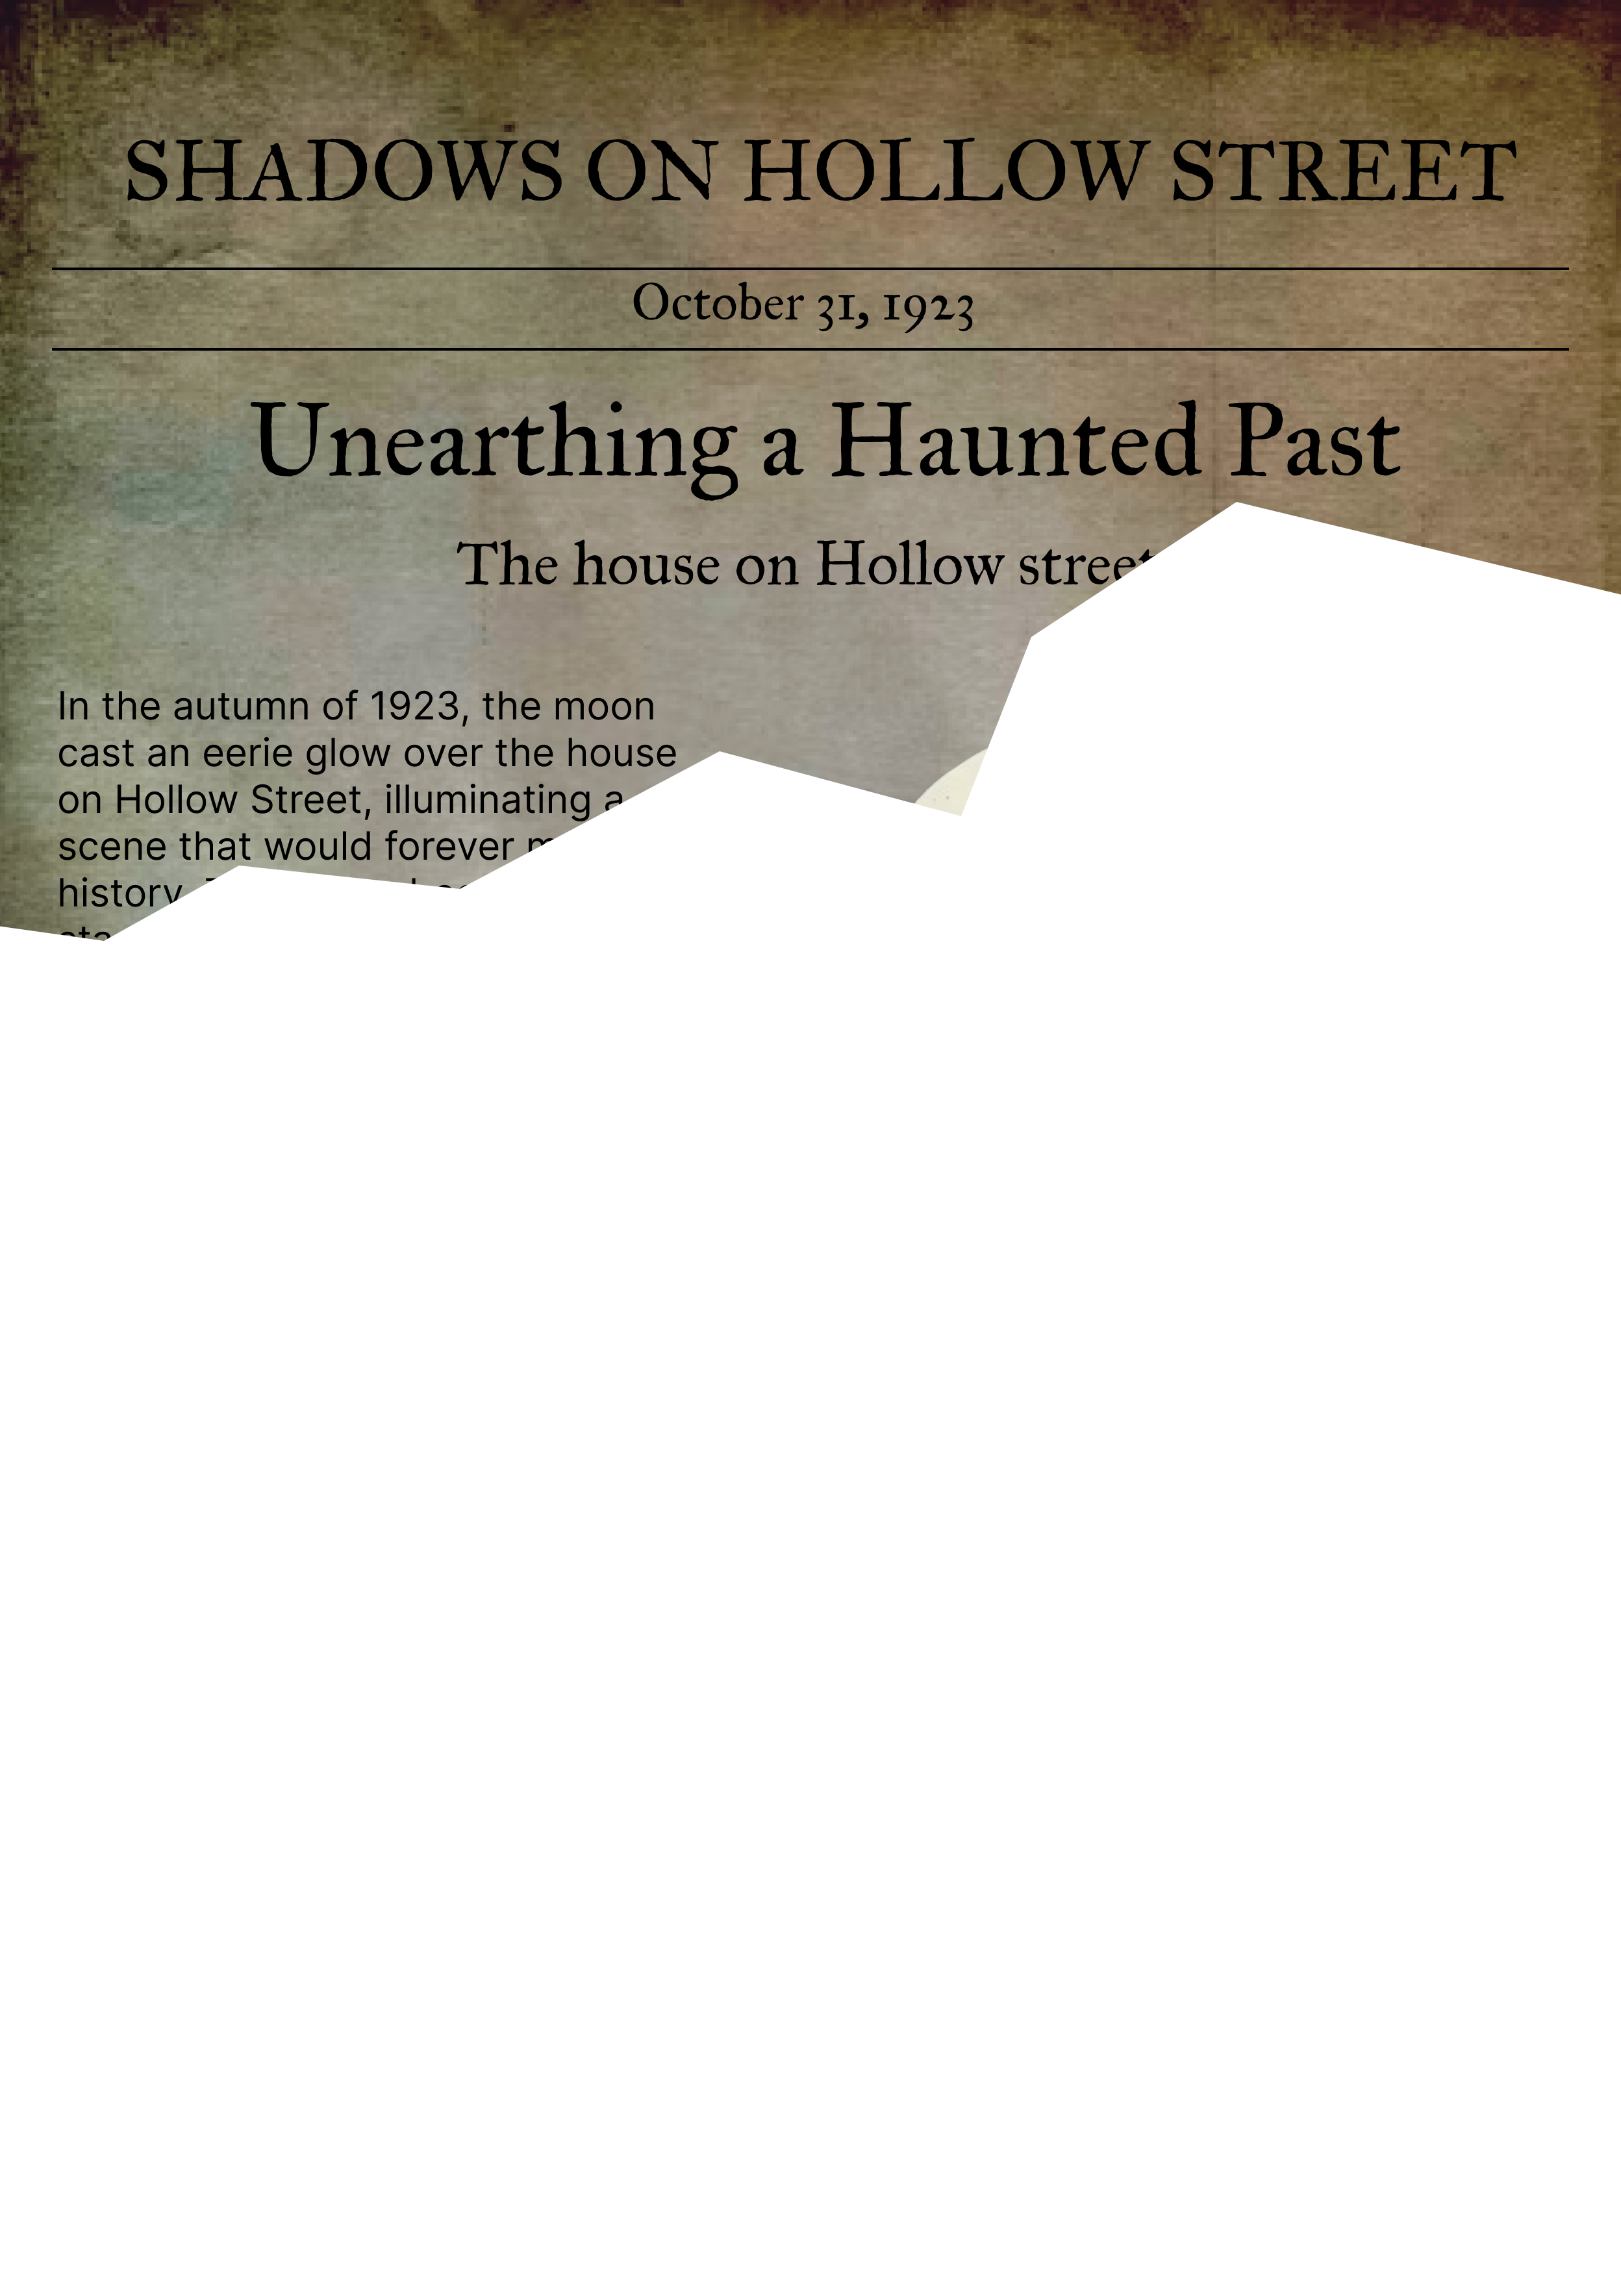 SHADOWS ON HOLLOW STREET
October 31, 1923
Unearthing a Haunted Past
The house on Hollow street
In the autumn of 1923, the moon
cast an eerie glow over the house
on Hollow Street, illuminating a
scene that would forever
history